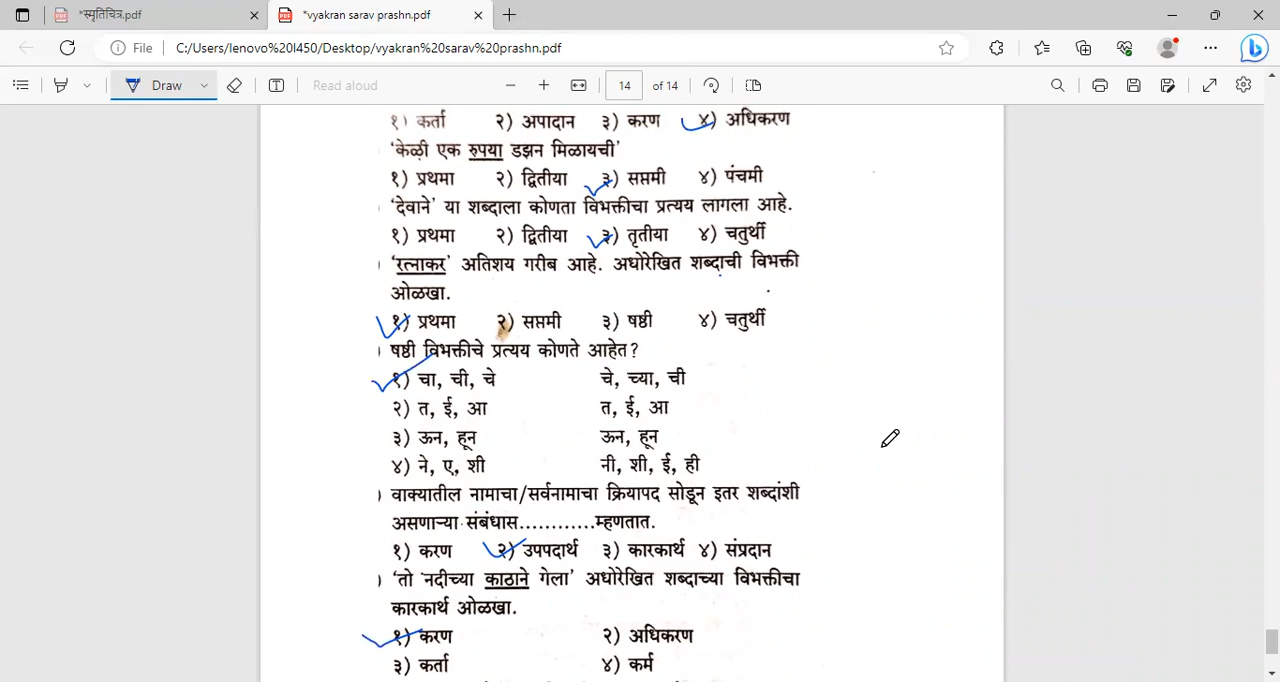 *स्मृतिचित्र.pdf
*vyakran sarav prashn.pdf
File C:/Users/lenovo%20l450/Desktop/vyakran%20sarav%20prashn.pdf
Draw
Read aloud
14 of 14
१) कर्ता २) अपादान ३) करण ४) अधिकरण
'केळी एक रुपया डझन मिळायची'
१) प्रथमा २) द्वितीया ३) सप्तमी ४) पंचमी
'देवाने' या शब्दाला कोणता विभक्तीचा प्रत्यय लागला आहे.
१) प्रथमा २) द्वितीया ३) तृतीया ४) चतुर्थी
) 'रत्नाकर' अतिशय गरीब आहे. अधोरेखित शब्दाची विभक्ती
ओळखा.
१) प्रथमा २) सप्तमी ३) षष्ठी ४) चतुर्थी
) षष्ठी विभक्तीचे प्रत्यय कोणते आहेत?
१) चा, ची, चे चे, च्या, ची
२) त, ई, आ त, ई, आ
३) ऊन, हून ऊन, हून
४) ने, ए, शी नी, शी, ई, ही
) वाक्यातील नामाचा/सर्वनामाचा क्रियापद सोडून इतर शब्दांशी
असणाऱ्या संबंधास............म्हणतात.
१) करण २) उपपदार्थ ३) कारकार्थ ४) संप्रदान
) 'तो नदीच्या काठाने गेला' अधोरेखित शब्दाच्या विभक्तीचा
कारकार्थ ओळखा.
१) करण २) अधिकरण
३) कर्ता ४) कर्म